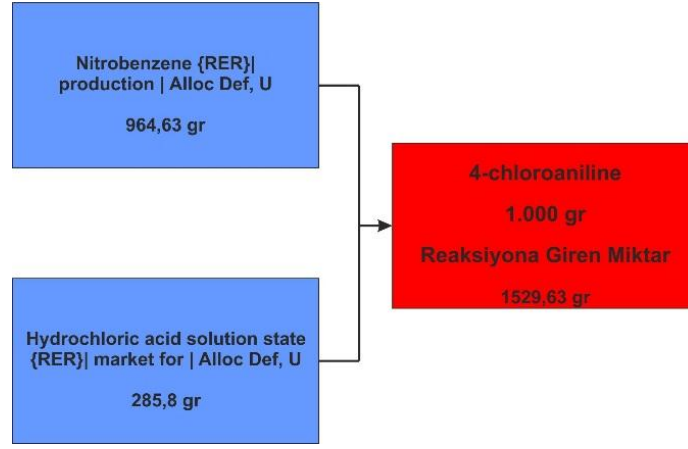 Nitrobenzene {RER}|
production | Alloc Def, U
964,63 gr
4-chloroaniline
1.000 gr
Reaksiyona Giren Miktar
1529,63 gr
Hydrochloric acid solution state
{RER}| market for | Alloc Def, U
285,8 gr